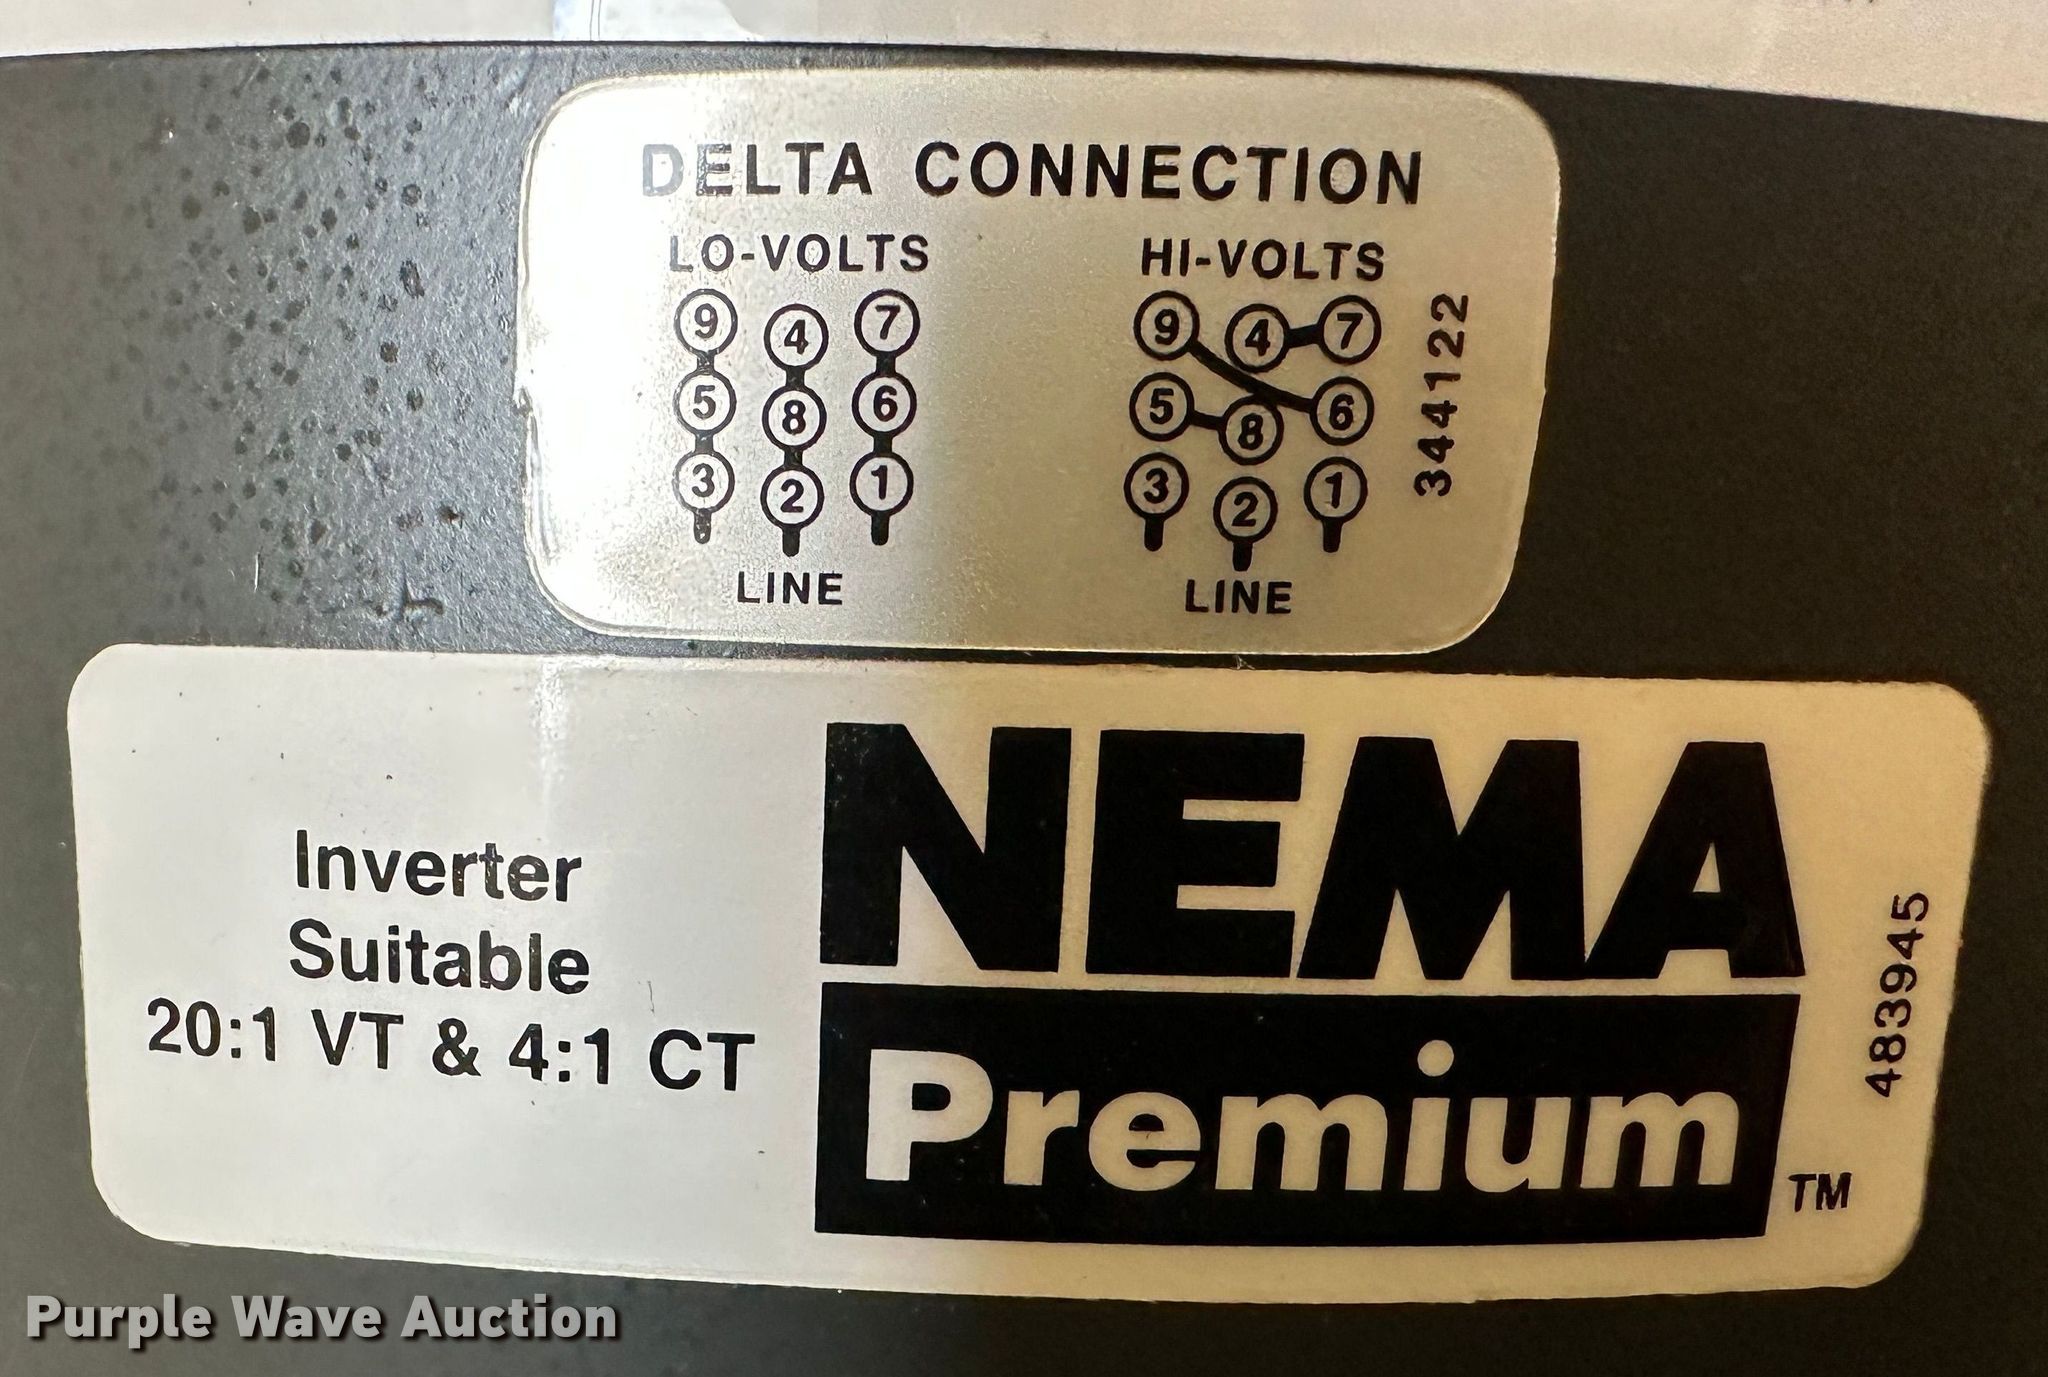 DELTA CONNECTION
LO-VOLTS HI-VOLTS
9 4 7 9 4 7
5 8 6 5 8 6
3 2 1 3 2 1
LINE LINE
344122
Inverter
Suitable
20:1 VT & 4:1 CT
NEMA
Premium
TM
483945
Purple Wave Auction